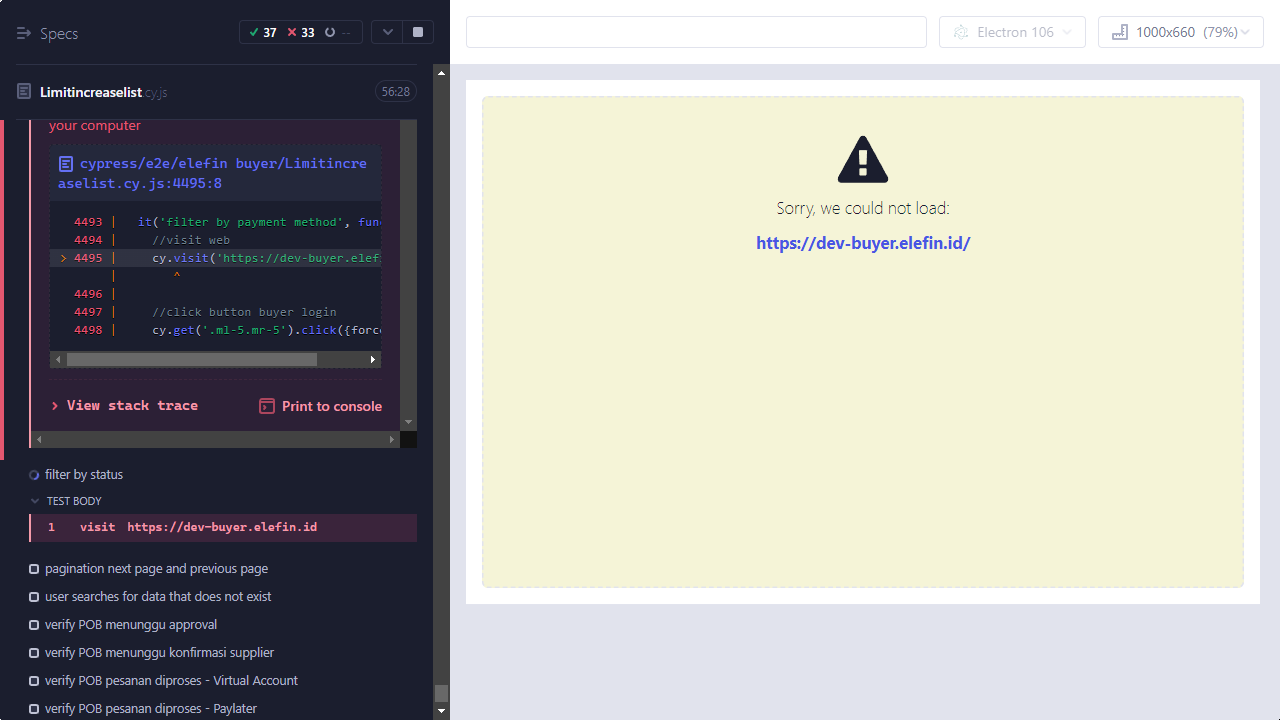 Specs
37
33
--
Limitincreaselist.cy.js
56:28
your computer
cypress/e2e/elefin buyer/Limitincre
aselist.cy.js:4495:8
4493 | it('filter by payment method', func
4494 | //visit web
> 4495 | cy.visit('https://dev-buyer.elef
| ^
4496 |
4497 | //click button buyer login
4498 | cy.get('.ml-5.mr-5').click({forc
View stack trace
Print to console
filter by status
TEST BODY
1 visit https://dev-buyer.elefin.id
pagination next page and previous page
user searches for data that does not exist
verify POB menunggu approval
verify POB menunggu konfirmasi supplier
verify POB pesanan diproses - Virtual Account
verify POB pesanan diproses - Paylater
Electron 106
1000x660 (79%)
Sorry, we could not load:
https://dev-buyer.elefin.id/